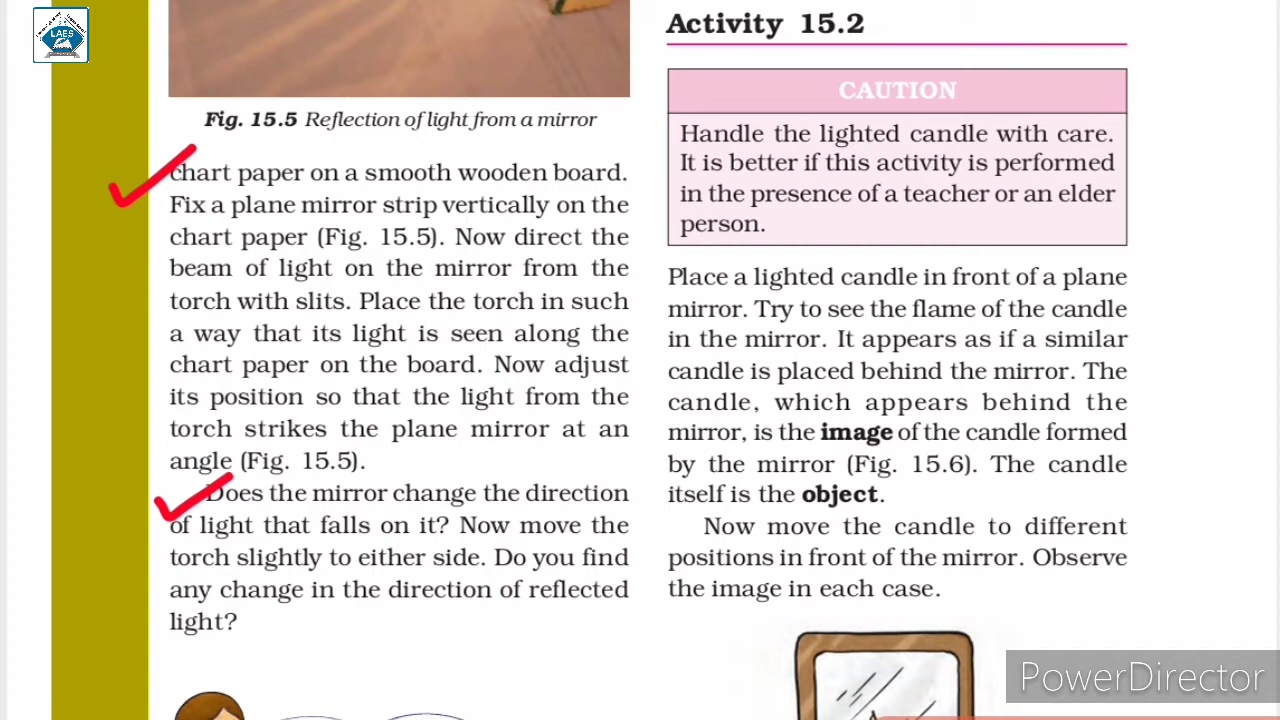 LAES
Fig. 15.5 Reflection of light from a mirror
chart paper on a smooth wooden board.
Fix a plane mirror strip vertically on the
chart paper (Fig. 15.5). Now direct the
beam of light on the mirror from the
torch with slits. Place the torch in such
a way that its light is seen along the
chart paper on the board. Now adjust
its position so that the light from the
torch strikes the plane mirror at an
angle (Fig. 15.5).
Does the mirror change the direction
of light that falls on it? Now move the
torch slightly to either side. Do you find
any change in the direction of reflected
light?
Activity 15.2
CAUTION
Handle the lighted candle with care.
It is better if this activity is performed
in the presence of a teacher or an elder
person.
Place a lighted candle in front of a plane
mirror. Try to see the flame of the candle
in the mirror. It appears as if a similar
candle is placed behind the mirror. The
candle, which appears behind the
mirror, is the image of the candle formed
by the mirror (Fig. 15.6). The candle
itself is the object.
Now move the candle to different
positions in front of the mirror. Observe
the image in each case.
PowerDirector